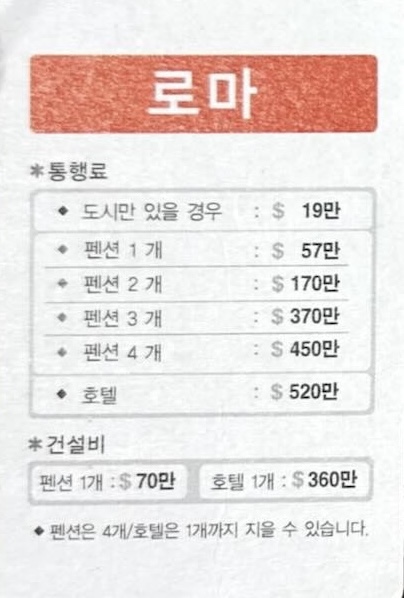 로마
*통행료
◆ 도시만 있을 경우 : $ 19만
◆ 펜션 1 개 : $ 57만
◆ 펜션 2 개 : $ 170만
◆ 펜션 3 개 : $ 370만
◆ 펜션 4 개 : $ 450만
◆ 호텔 : $ 520만
*건설비
펜션 1개 : $ 70만 호텔 1개 : $ 360만
◆ 펜션은 4개/호텔은 1개까지 지을 수 있습니다.